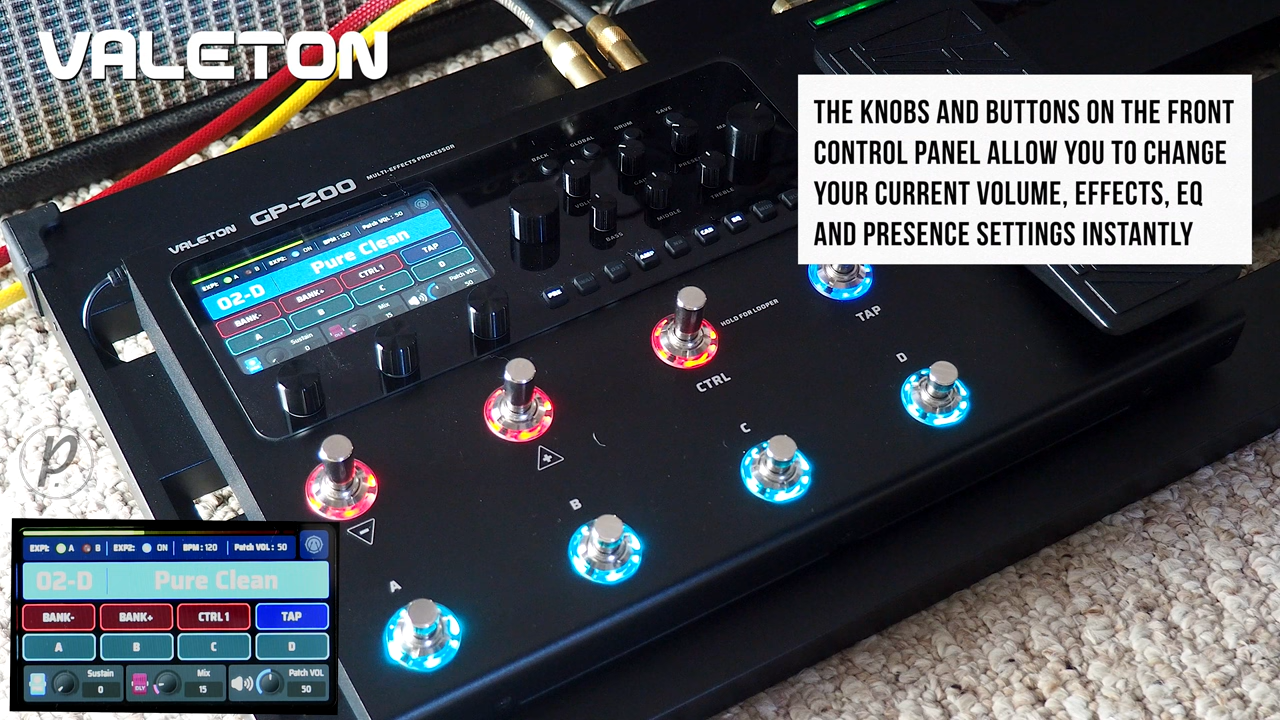 VALETON
THE KNOBS AND BUTTONS ON THE FRONT
CONTROL PANEL ALLOW YOU TO CHANGE
YOUR CURRENT VOLUME, EFFECTS, EQ
AND PRESENCE SETTINGS INSTANTLY
VALETON GP-200 MULTI-EFFECTS PROCESSOR
BACK GLOBAL DRUM SAVE
MIDDLE TREBLE
BASS
EXP1: A B EXP2: ON BPM: 120 Patch VOL: 50
02-D Pure Clean
BANK- BANK+ CTRL1 TAP
A B C D
Sustain Mix Patch VOL
0 15
AMP CAB
HOLD FOR LOOPER
TAP
CTRL
+
-
A
B
C
D
p
EXP1: A B EXP2: ON BPM : 120 Patch VOL : 50
02-D Pure Clean
BANK- BANK+ CTRL 1 TAP
A B C D
Sustain Mix Patch VOL
0 DLY 15 50